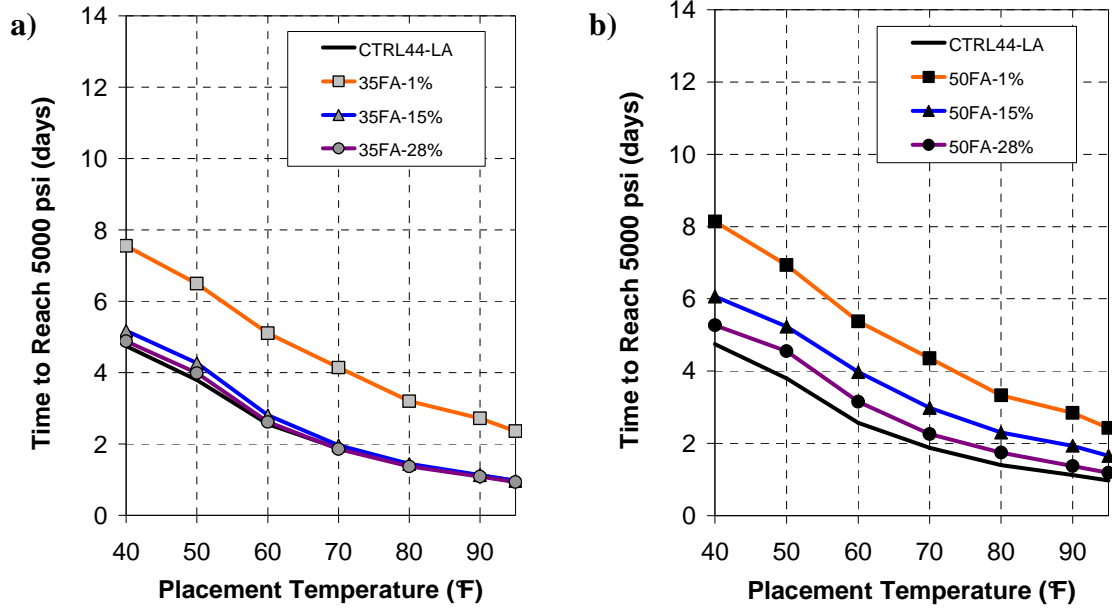 a)
Time to Reach 5000 psi (days)
14
12
10
8
6
4
2
0
40 50 60 70 80 90
Placement Temperature (°F)
CTRL44-LA
35FA-1%
35FA-15%
35FA-28%
b)
Time to Reach 5000 psi (days)
14
12
10
8
6
4
2
0
40 50 60 70 80 90
Placement Temperature (°F)
CTRL44-LA
50FA-1%
50FA-15%
50FA-28%